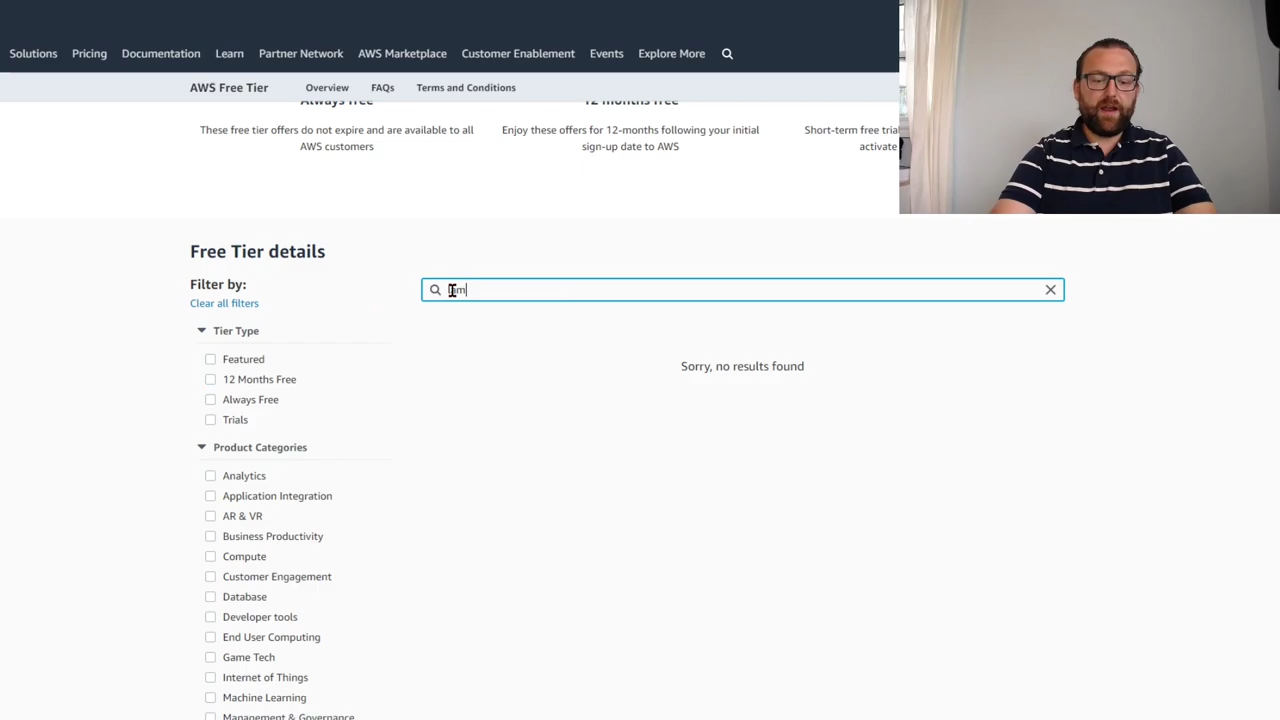 Solutions Pricing Documentation Learn Partner Network AWS Marketplace Customer Enablement Events Explore More
AWS Free Tier Overview FAQs Terms and Conditions
Always free 12 months free
These free tier offers do not expire and are available to all Enjoy these offers for 12-months following your initial Short-term free
AWS customers sign-up date to AWS activate
Free Tier details
Filter by:
Clear all filters
Tier Type
Sorry, no results found
Featured
12 Months Free
Always Free
Trials
Product Categories
Analytics
Application Integration
AR & VR
Business Productivity
Compute
Customer Engagement
Database
Developer tools
End User Computing
Game Tech
Internet of Things
Machine Learning
Management & Governance